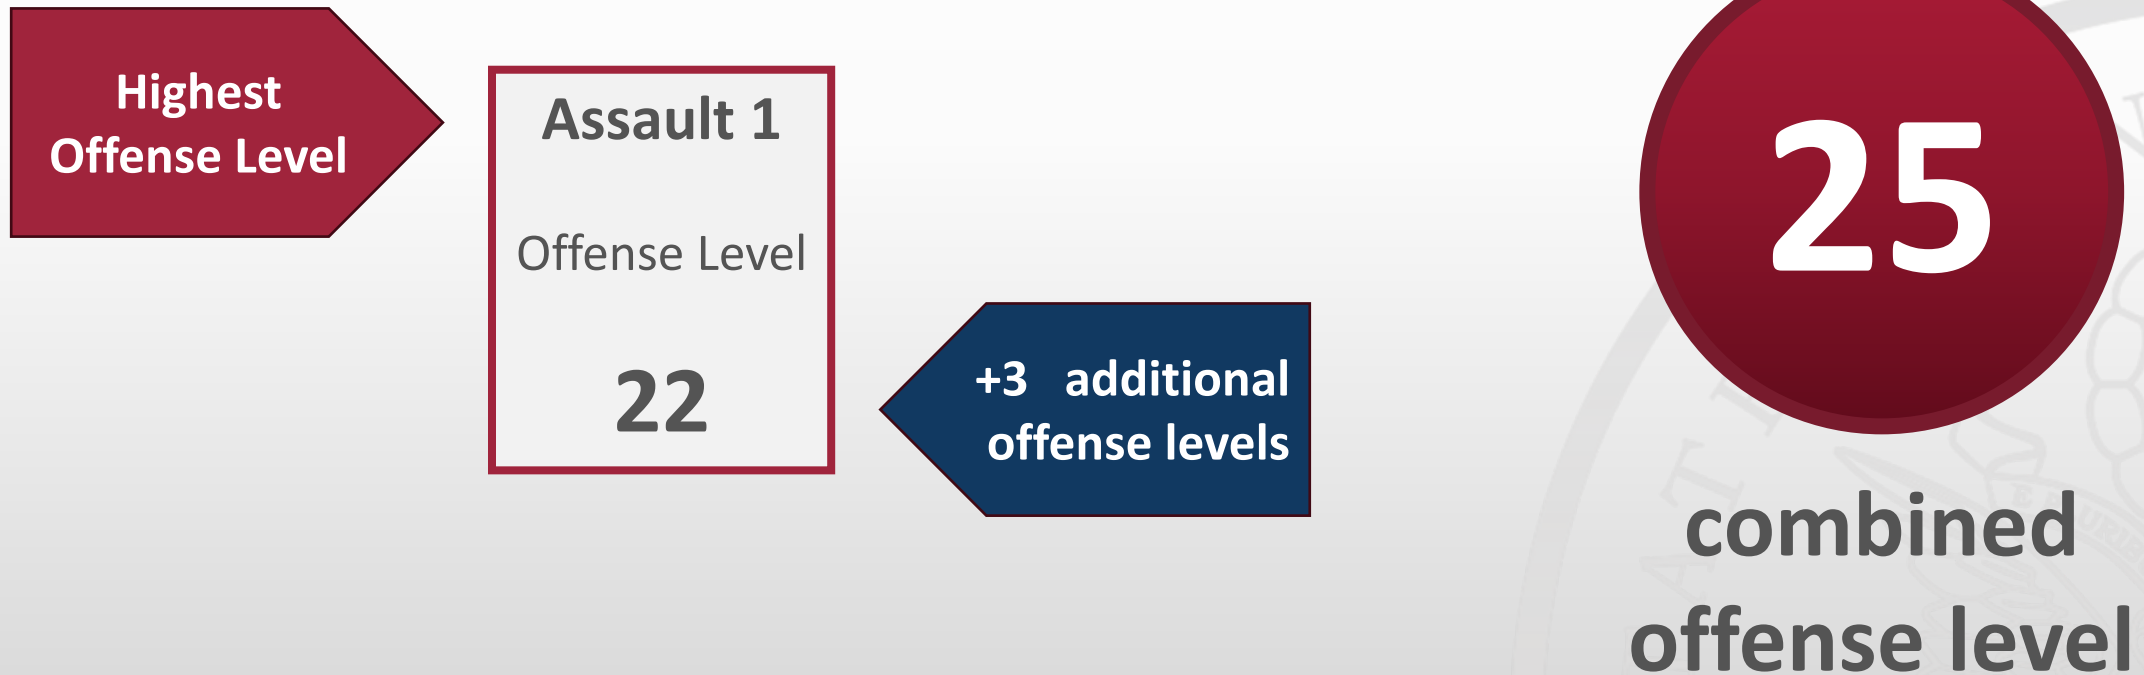 Highest
Offense Level
Assault 1
Offense Level
22
+3 additional
offense levels
25
combined
offense level